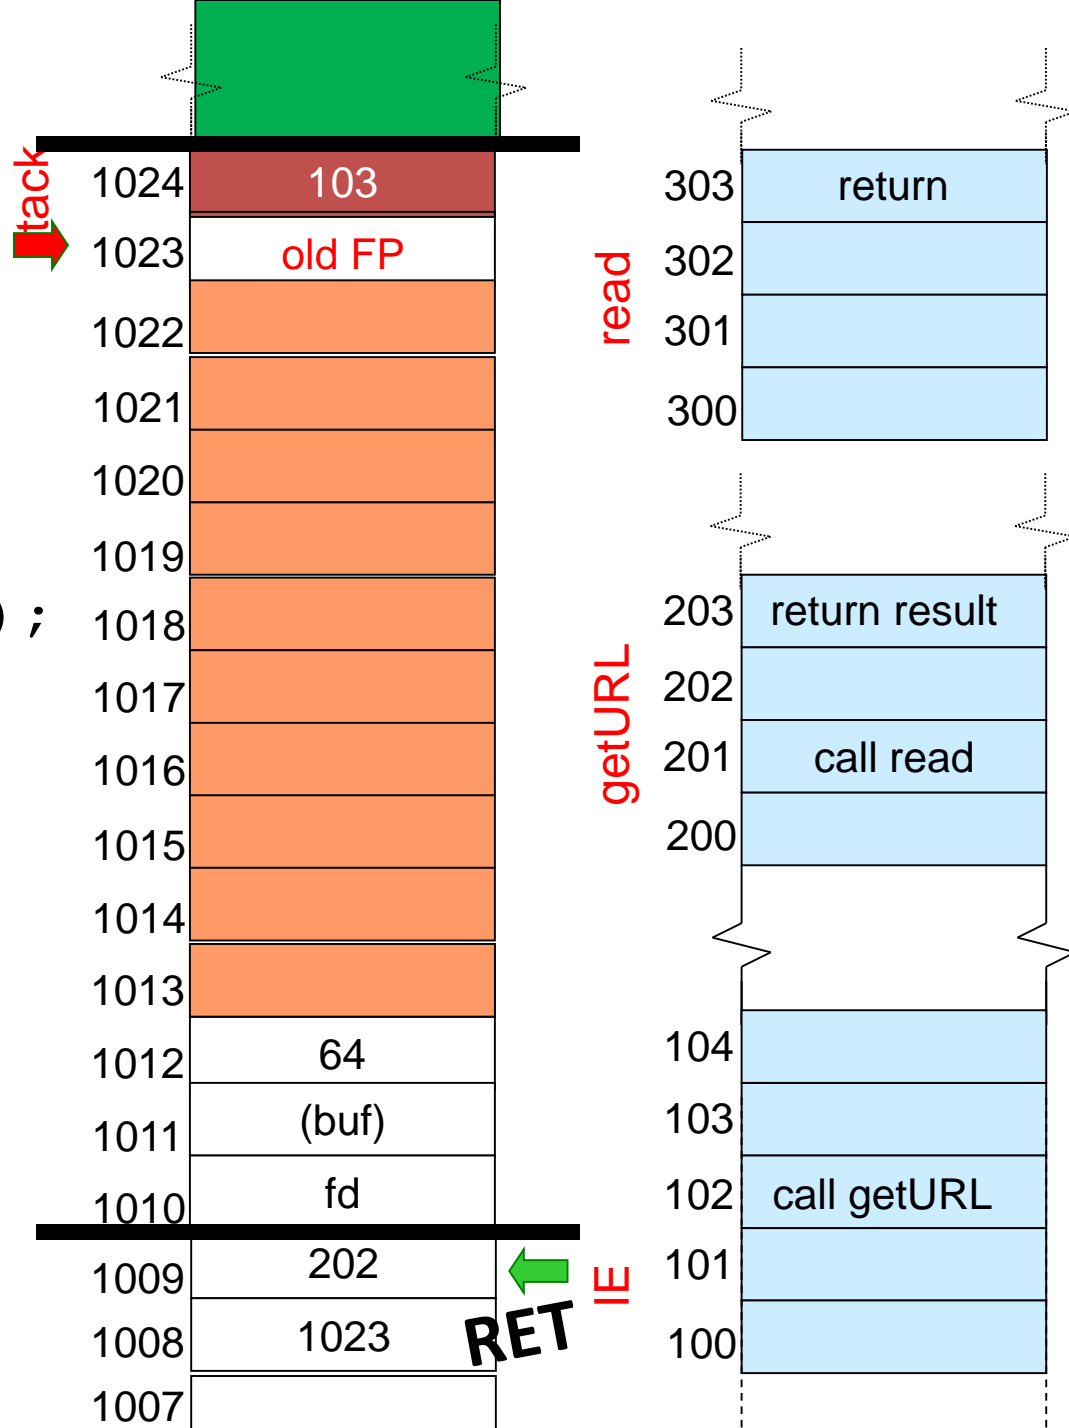 tack
1024 103
1023 old FP
1022
1021
1020
1019
) ;
1018
1017
1016
1015
1014
1013
1012 64
1011 (buf)
1010 fd
1009 202
1008 1023
RET
1007
read
303 return
302
301
300
getURL
203 return result
202
201 call read
200
IE
104
103
102 call getURL
101
100